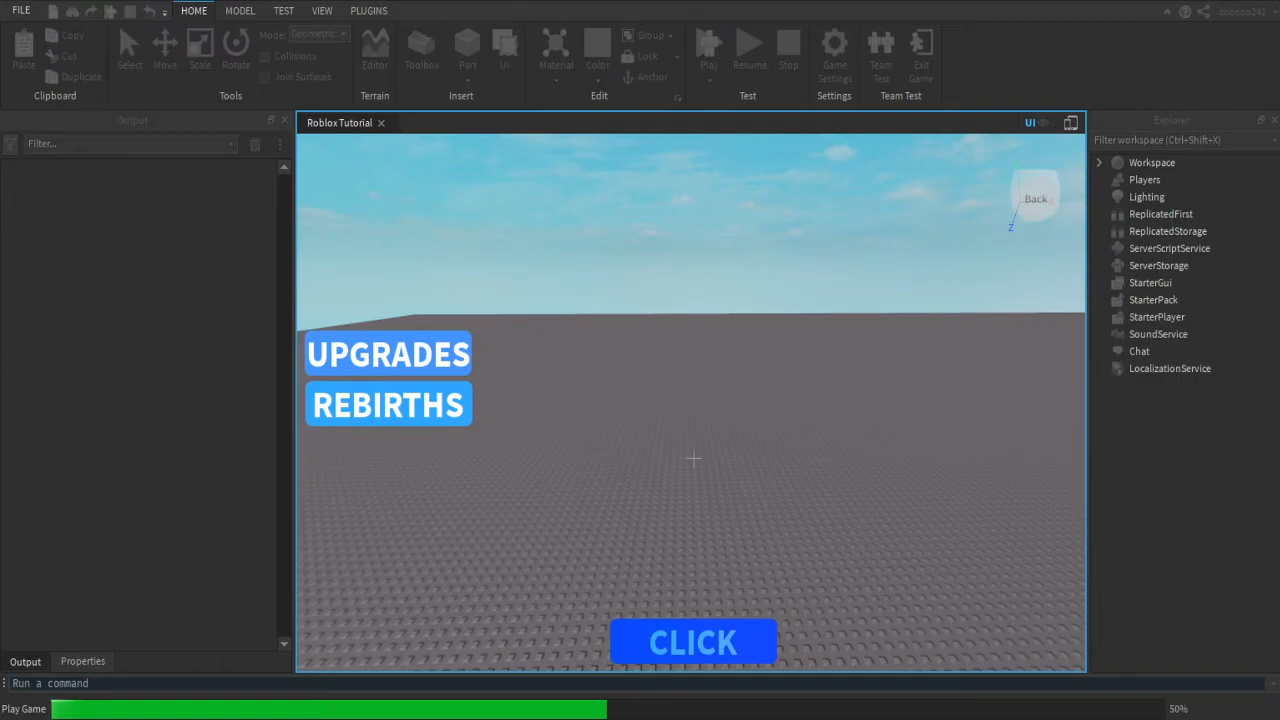 FILE
HOME
MODEL
TEST
VIEW
PLUGINS
Paste
Copy
Cut
Duplicate
Clipboard
Select
Move
Scale
Rotate
Mode: Geometric
Collisions
Join Surfaces
Tools
Editor
Terrain
Toolbox
Part
UI
Insert
Material
Color
Group
Lock
Anchor
Edit
Play
Resume
Stop
Test
Game
Settings
Settings
Team
Test
Exit
Game
Team Test
Output
Filter...
Roblox Tutorial
UI
Explorer
Filter workspace (Ctrl+Shift+X)
Workspace
Players
Lighting
ReplicatedFirst
ReplicatedStorage
ServerScriptService
ServerStorage
StarterGui
StarterPack
StarterPlayer
SoundService
Chat
LocalizationService
Back
Z
UPGRADES
REBIRTHS
CLICK
Output
Properties
Run a command
Play Game
50%